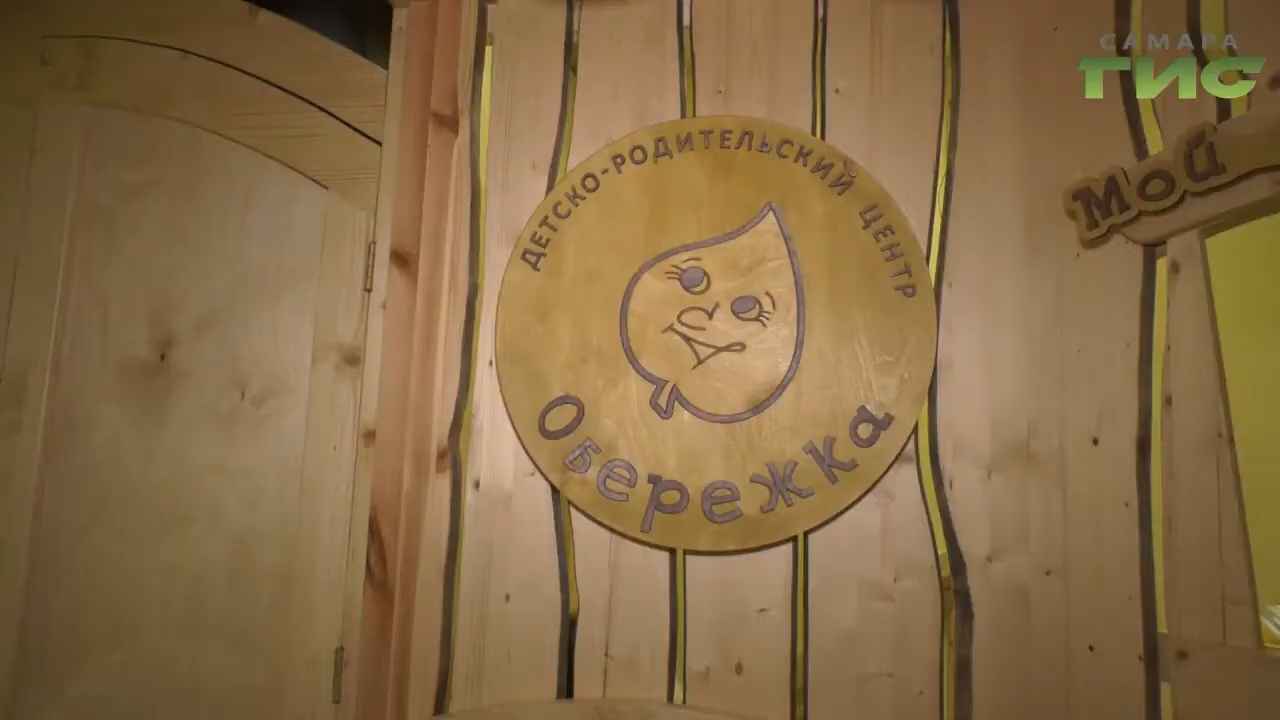 САМАРА
ГИС
ДЕТСКО-РОДИТЕЛЬСКИЙ ЦЕНТР
Обережка
Мой